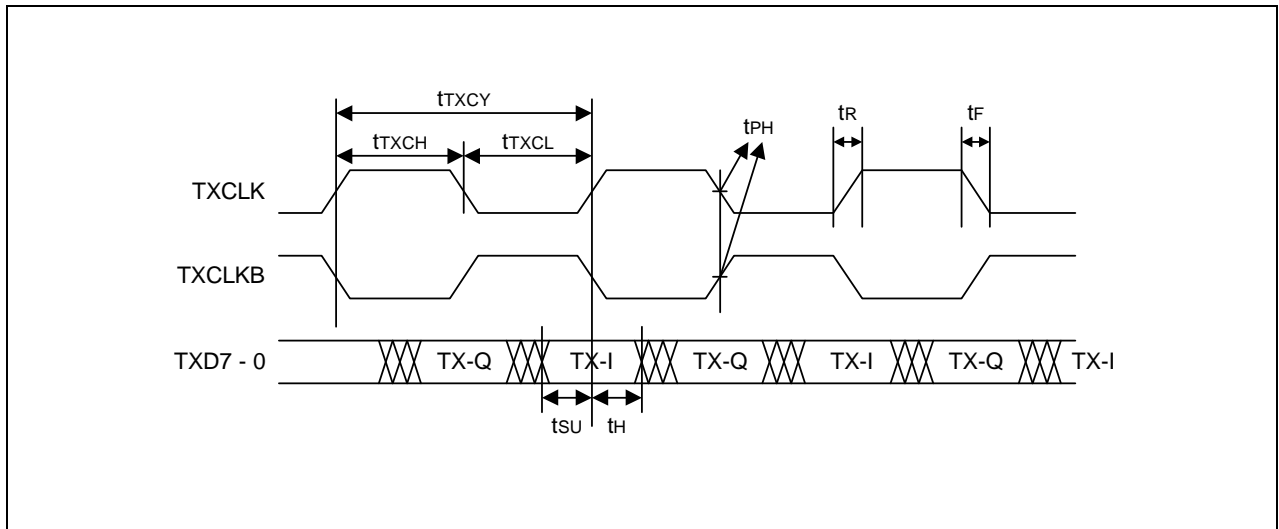 tTXCY
tTXCH tTXCL tPH tR tF
TXCLK
TXCLKB
TXD7 - 0 TX-Q TX-I TX-Q TX-I TX-Q TX-I
tSU tH